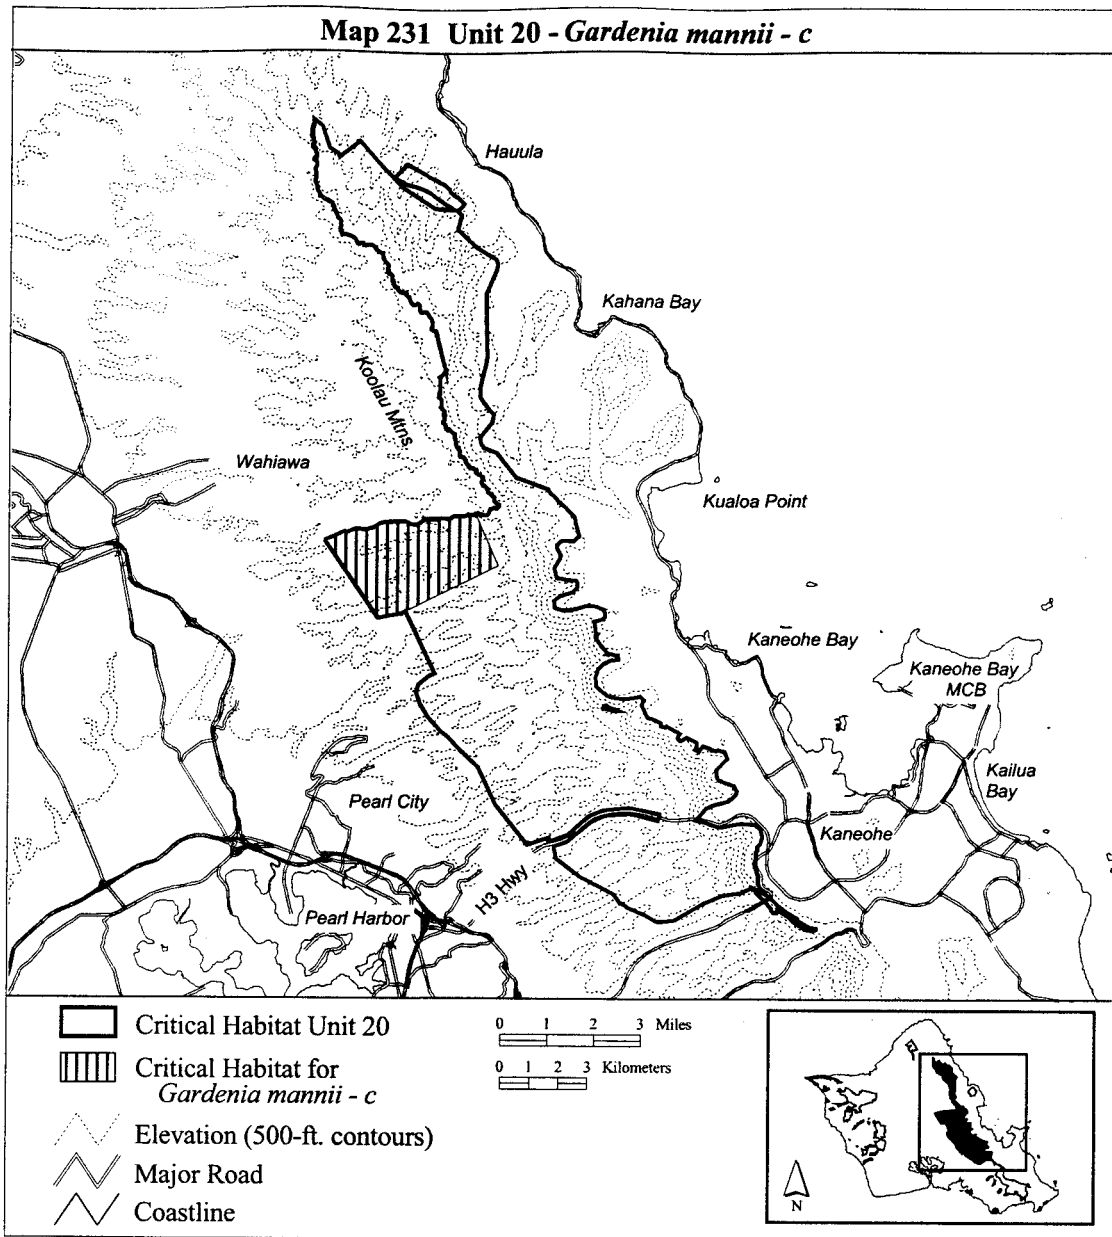 Map 231 Unit 20 - Gardenia mannii - c
Hauula
Kahana Bay
Koolau Mtns.
Wahiawa
Kualoa Point
Kaneohe Bay
Kaneohe Bay
MCB
Kailua
Bay
Pearl City
Kaneohe
H3 Hwy
Pearl Harbor
Critical Habitat Unit 20
Critical Habitat for
Gardenia mannii - c
Elevation (500-ft. contours)
Major Road
Coastline
0 1 2 3 Miles
0 1 2 3 Kilometers
N